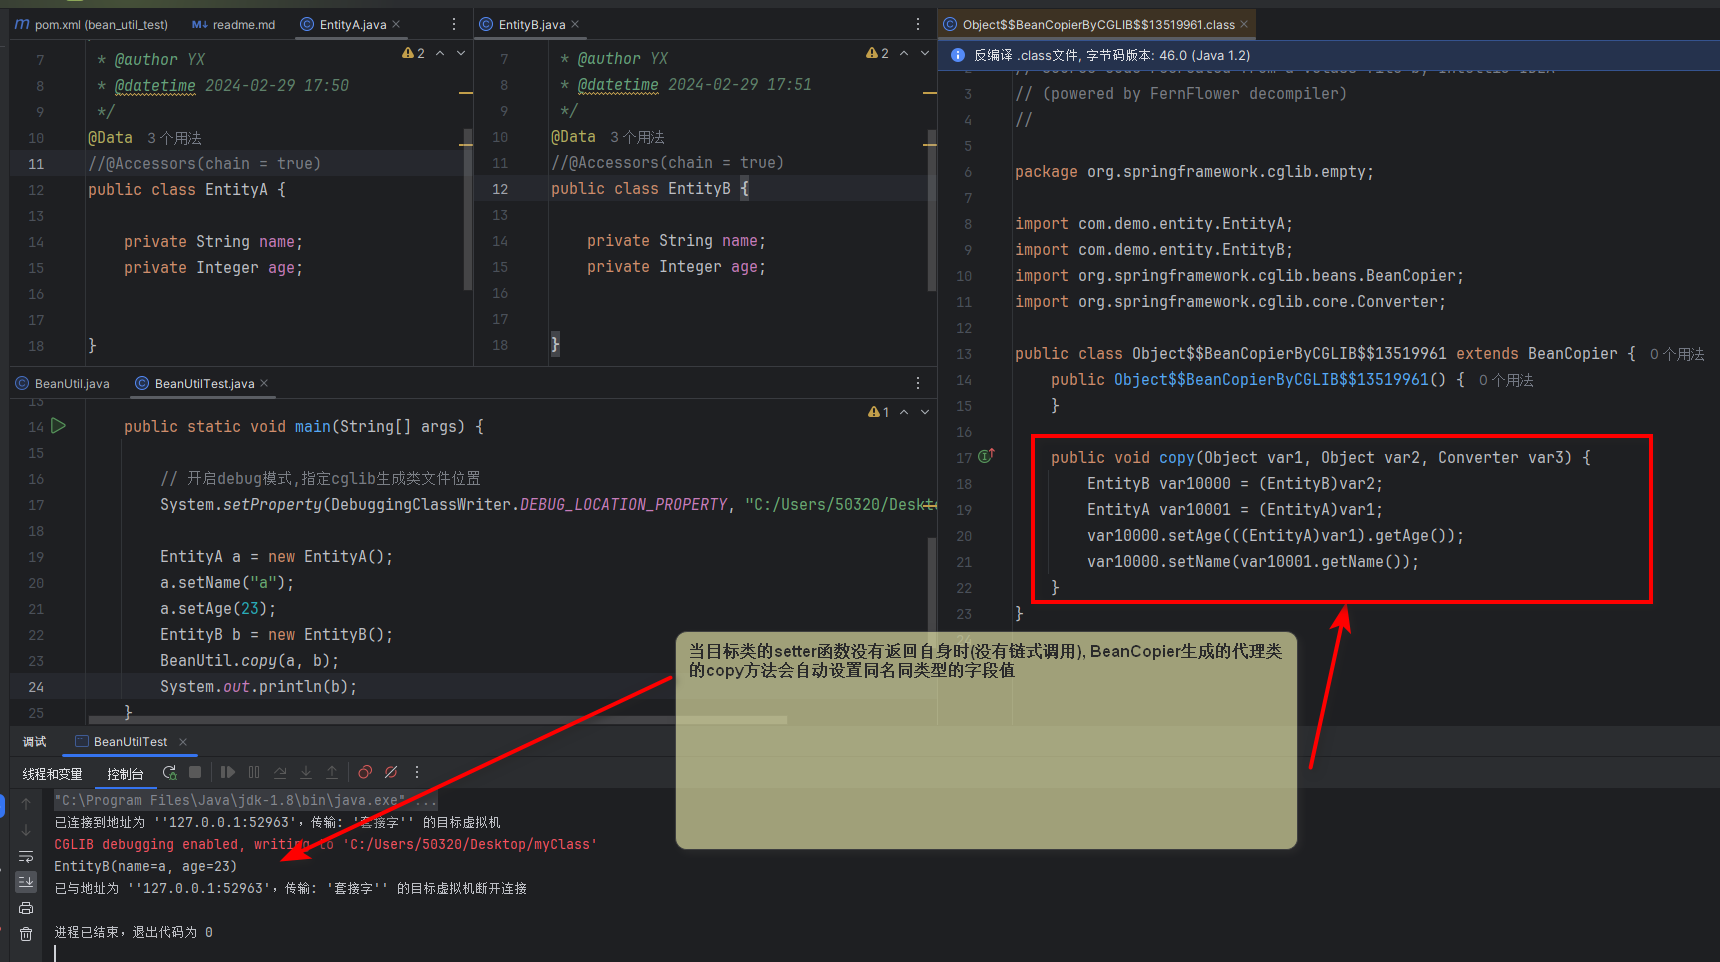 pom.xml (bean_util_test)
readme.md
EntityA.java
2
7 * @author YX
8 * @datetime 2024-02-29 17:50
9 */
10 @Data 3 个用法
11 //@Accessors(chain = true)
12 public class EntityA {
13
14 private String name;
15 private Integer age;
16
17
18 }
EntityB.java
2
7 * @author YX
8 * @datetime 2024-02-29 17:51
9 */
10 @Data 3 个用法
11 //@Accessors(chain = true)
12 public class EntityB {
13
14 private String name;
15 private Integer age;
16
17
18 }
Object$$BeanCopierByCGLIB$$13519961.class
反编译 .class文件, 字节码版本: 46.0 (Java 1.2)
3 // (powered by FernFlower decompiler)
4 //
5
6 package org.springframework.cglib.empty;
7
8 import com.demo.entity.EntityA;
9 import com.demo.entity.EntityB;
10 import org.springframework.cglib.beans.BeanCopier;
11 import org.springframework.cglib.core.Converter;
12
13 public class Object$$BeanCopierByCGLIB$$13519961 extends BeanCopier { 0 个用法
14 public Object$$BeanCopierByCGLIB$$13519961() { 0 个用法
15 }
16
17 public void copy(Object var1, Object var2, Converter var3) {
18 EntityB var10000 = (EntityB)var2;
19 EntityA var10001 = (EntityA)var1;
20 var10000.setAge(((EntityA)var1).getAge());
21 var10000.setName(var10001.getName());
22 }
23 }
BeanUtil.java
BeanUtilTest.java
1
13
14 public static void main(String[] args) {
15
16 // 开启debug模式,指定cglib生成类文件位置
17 System.setProperty(DebuggingClassWriter.DEBUG_LOCATION_PROPERTY, "C:/Users/50320/Deskt
18
19 EntityA a = new EntityA();
20 a.setName("a");
21 a.setAge(23);
22 EntityB b = new EntityB();
23 BeanUtil.copy(a, b);
24 System.out.println(b);
25 }
当目标类的setter函数没有返回自身时(没有链式调用), BeanCopier生成的代理类
的copy方法会自动设置同名同类型的字段值
调试
BeanUtilTest
线程和变量
控制台
"C:\Program Files\Java\jdk-1.8\bin\java.exe" ...
已连接到地址为 ''127.0.0.1:52963'，传输: '套接字'' 的目标虚拟机
CGLIB debugging enabled, writing to 'C:/Users/50320/Desktop/myClass'
EntityB(name=a, age=23)
已与地址为 ''127.0.0.1:52963'，传输: '套接字'' 的目标虚拟机断开连接
进程已结束，退出代码为 0